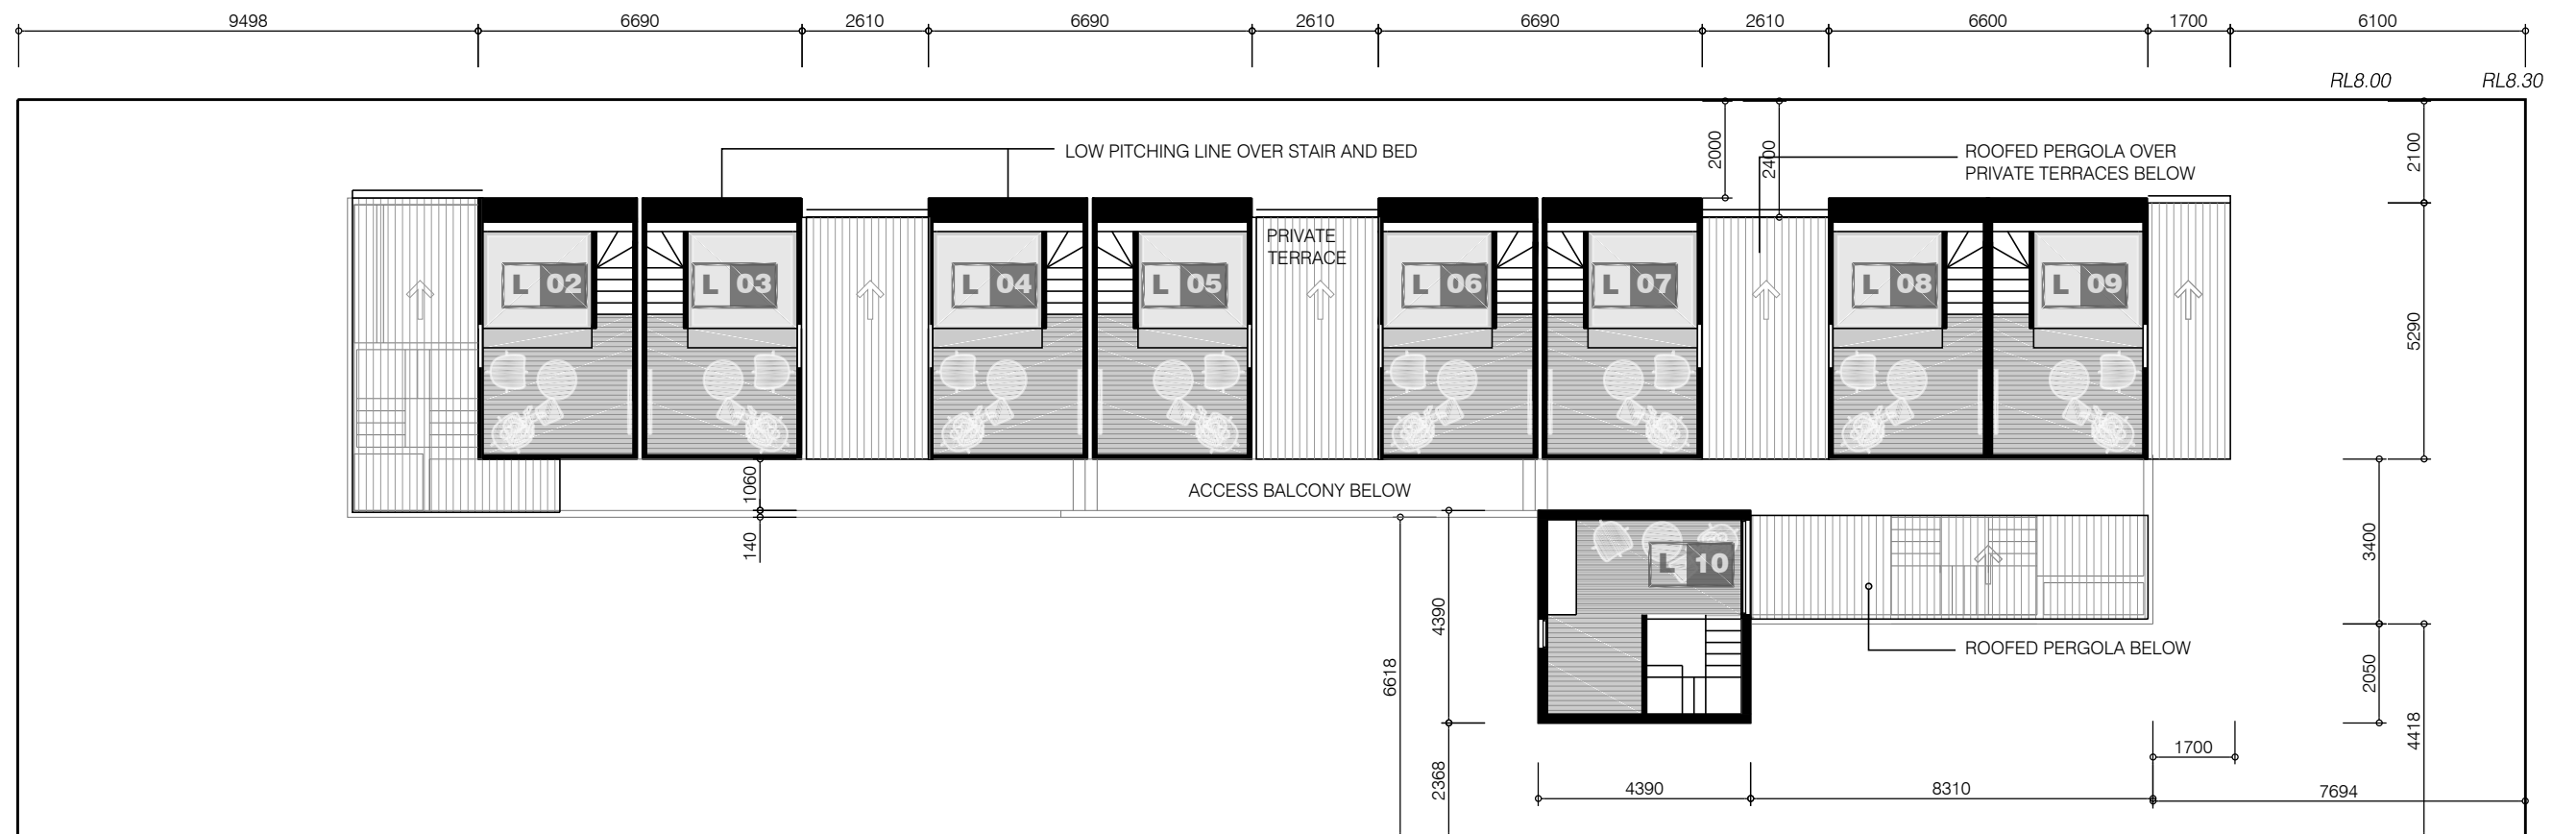 9498 6690 2610 6690 2610 6690 2610 6600 1700 6100
RL8.00 RL8.30
LOW PITCHING LINE OVER STAIR AND BED
2000
2400
ROOFED PERGOLA OVER
PRIVATE TERRACES BELOW
2100
PRIVATE
TERRACE
L 02
L 03
L 04
L 05
L 06
L 07
L 08
L 09
5290
1060
ACCESS BALCONY BELOW
140
L 10
3400
4390
ROOFED PERGOLA BELOW
6618
2050
4418
1700
2368
4390 8310 7694